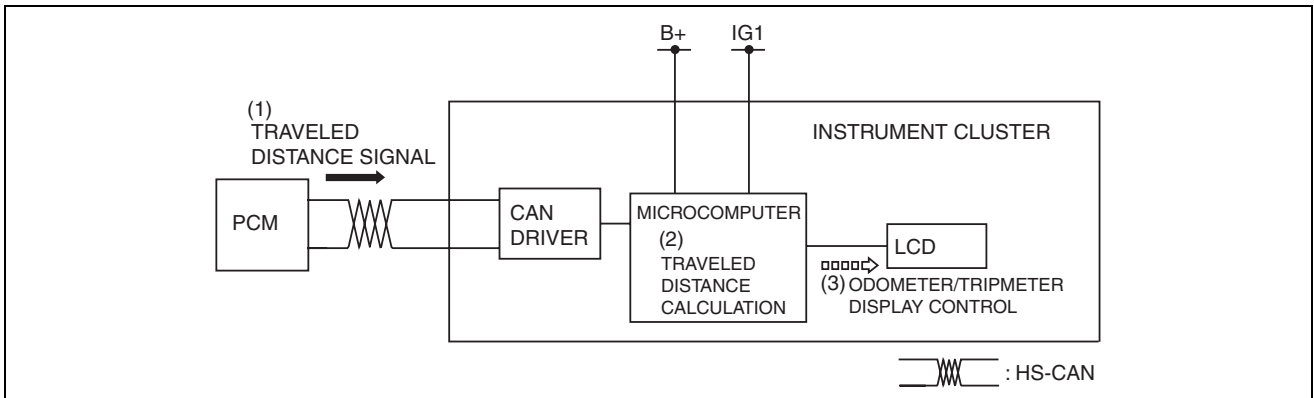 B+ IG1
(1)
TRAVELED
DISTANCE SIGNAL
INSTRUMENT CLUSTER
PCM
CAN
DRIVER
MICROCOMPUTER
(2)
TRAVELED
DISTANCE
CALCULATION
LCD
(3) ODOMETER/TRIPMETER
DISPLAY CONTROL
: HS-CAN